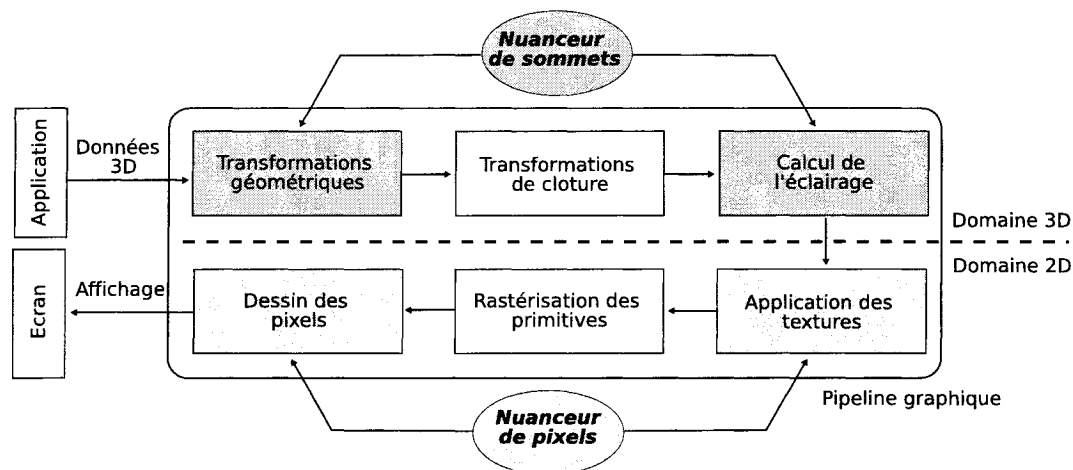 Nuanceur
de sommets
Application
Données
3D
Transformations
géométriques
Transformations
de cloture
Calcul de
l'éclairage
Domaine 3D
Domaine 2D
Ecran
Affichage
Dessin des
pixels
Rastérisation des
primitives
Application des
textures
Pipeline graphique
Nuanceur
de pixels